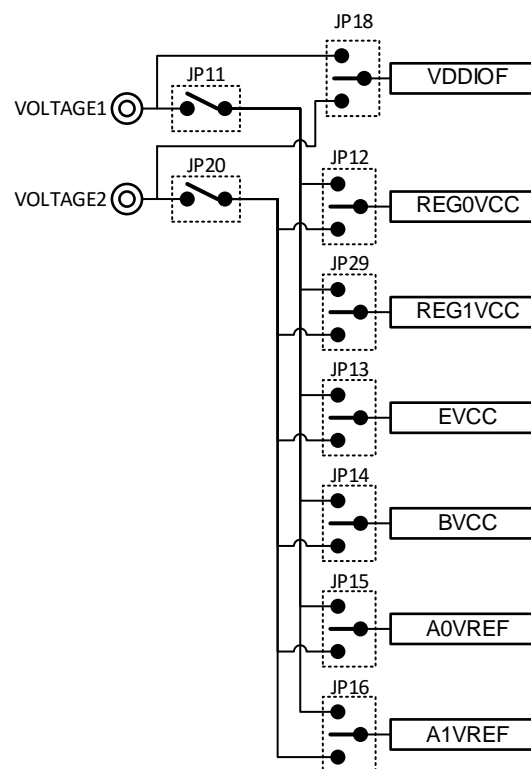 JP18
VDDIOF
JP11
VOLTAGE1
JP12
JP20
VOLTAGE2
REG0VCC
JP29
REG1VCC
JP13
EVCC
JP14
BVCC
JP15
A0VREF
JP16
A1VREF